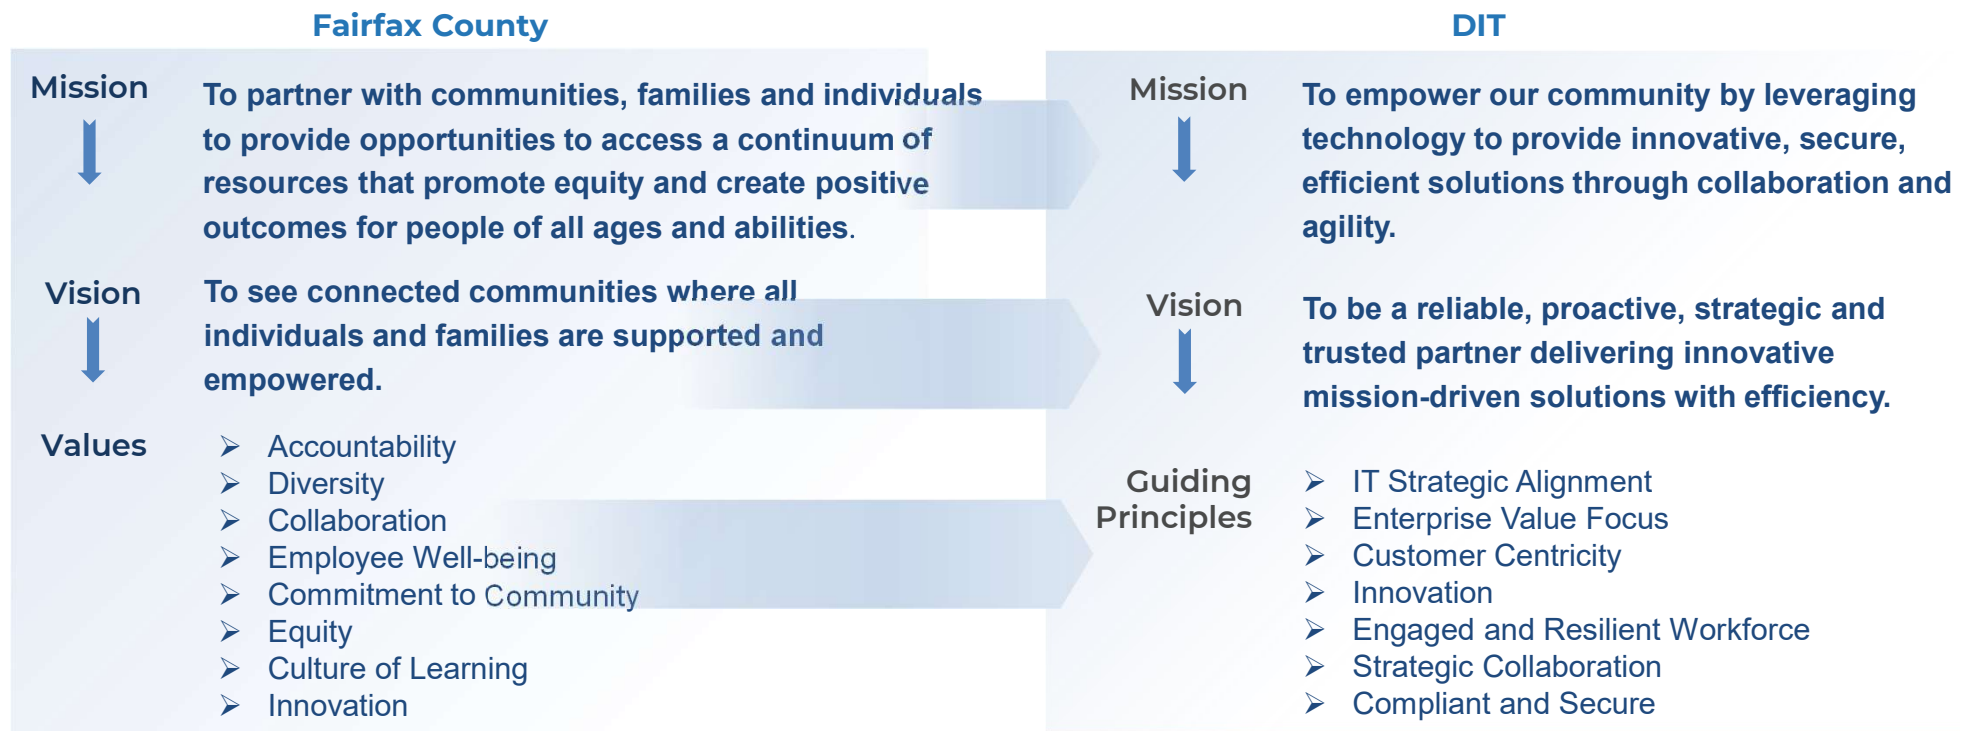 Fairfax County
Mission
To partner with communities, families and individuals
to provide opportunities to access a continuum of
resources that promote equity and create positive
outcomes for people of all ages and abilities.
Vision
To see connected communities where all
individuals and families are supported and
empowered.
Values
➢ Accountability
➢ Diversity
➢ Collaboration
➢ Employee Well-being
➢ Commitment to Community
➢ Equity
➢ Culture of Learning
➢ Innovation
DIT
Mission
To empower our community by leveraging
technology to provide innovative, secure,
efficient solutions through collaboration and
agility.
Vision
To be a reliable, proactive, strategic and
trusted partner delivering innovative
mission-driven solutions with efficiency.
Guiding
Principles
➢ IT Strategic Alignment
➢ Enterprise Value Focus
➢ Customer Centricity
➢ Innovation
➢ Engaged and Resilient Workforce
➢ Strategic Collaboration
➢ Compliant and Secure